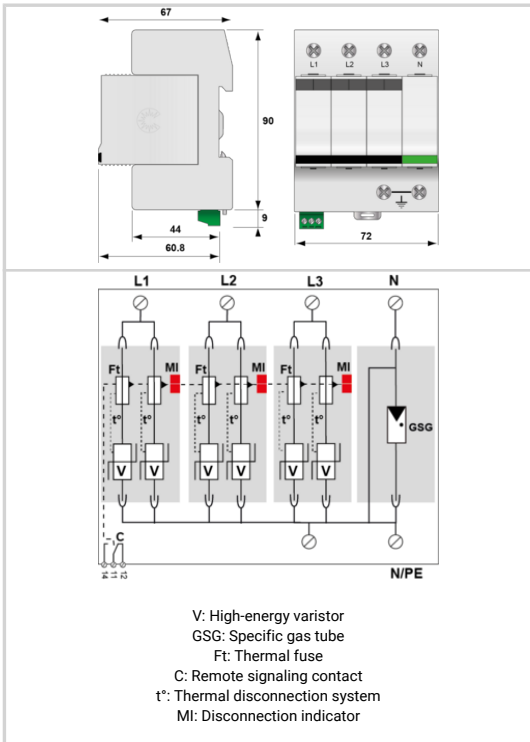 67
L1 L2 L3 N
90
9
44
60.8
72
L1 L2 L3 N
Ft MI Ft MI Ft MI
t° t° t° t° t° t°
GSG
V V V V V V
C
14 11 12
N/PE
V: High-energy varistor
GSG: Specific gas tube
Ft: Thermal fuse
C: Remote signaling contact
t°: Thermal disconnection system
MI: Disconnection indicator